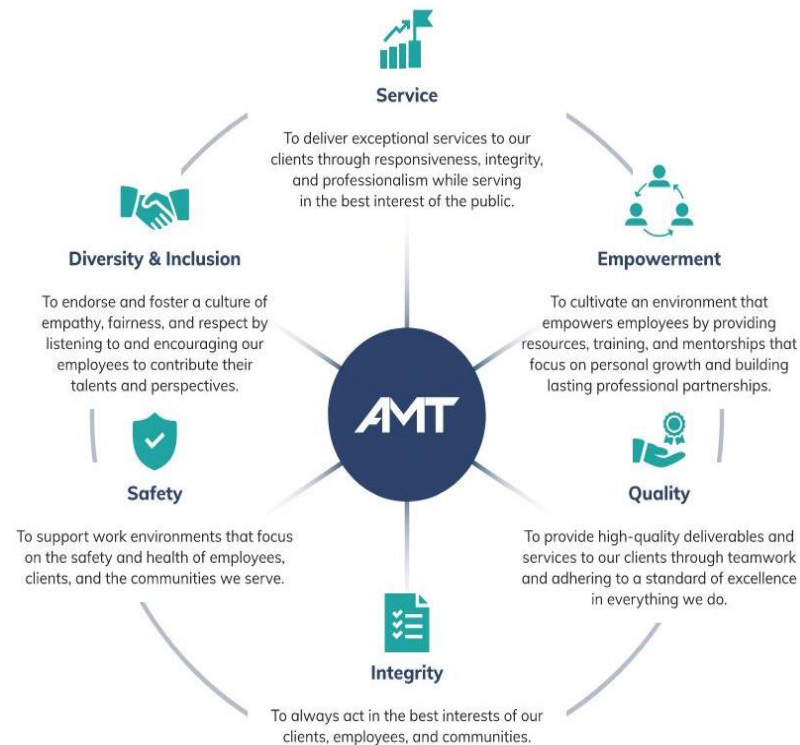 Service
To deliver exceptional services to our
clients through responsiveness, integrity,
and professionalism while serving
in the best interest of the public.
Diversity & Inclusion
To endorse and foster a culture of
empathy, fairness, and respect by
listening to and encouraging our
employees to contribute their
talents and perspectives.
Empowerment
To cultivate an environment that
empowers employees by providing
resources, training, and mentorships that
focus on personal growth and building
lasting professional partnerships.
AMT
Safety
To support work environments that focus
on the safety and health of employees,
clients, and the communities we serve.
Quality
To provide high-quality deliverables and
services to our clients through teamwork
and adhering to a standard of excellence
in everything we do.
Integrity
To always act in the best interests of our
clients, employees, and communities.